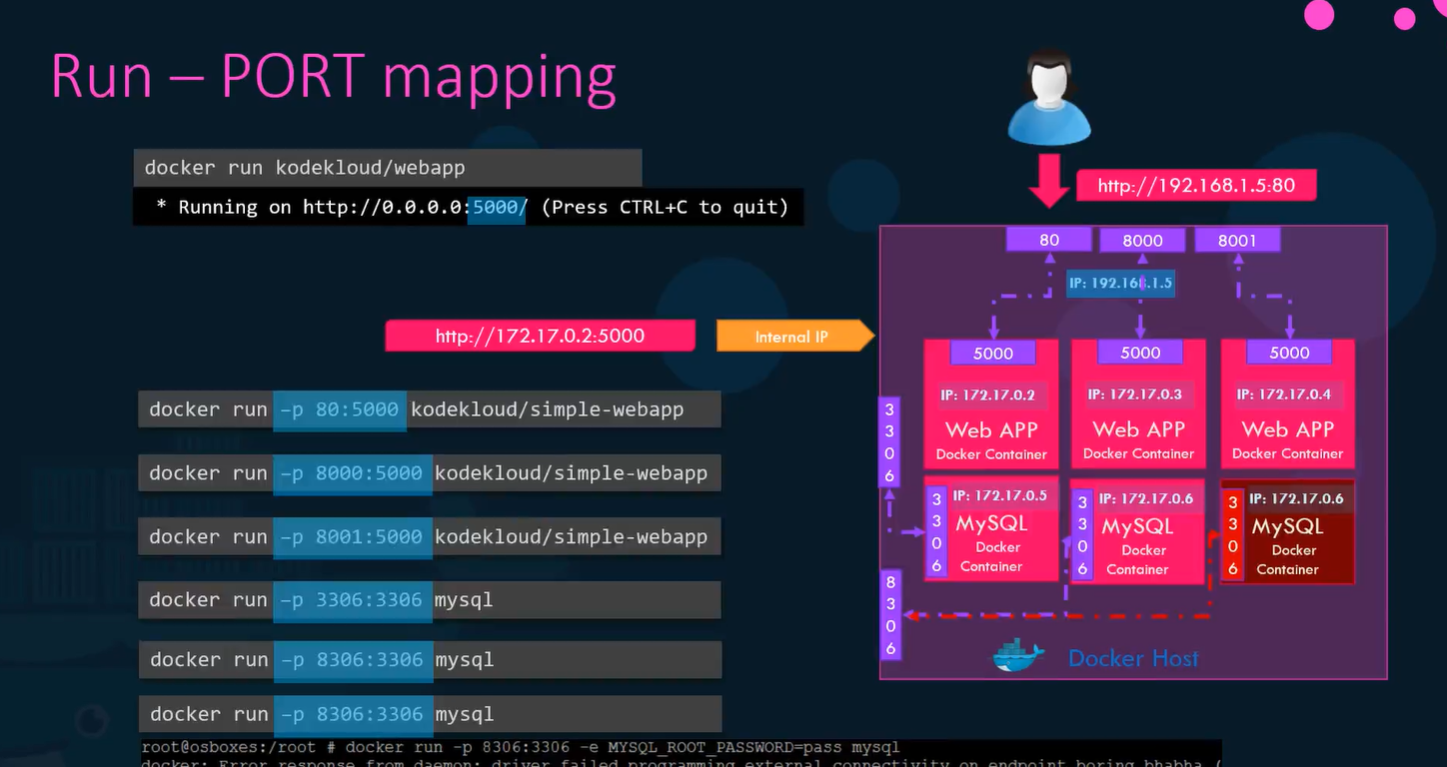 Run – PORT mapping
docker run kodekloud/webapp
* Running on http://0.0.0.0:5000/ (Press CTRL+C to quit)
http://192.168.1.5:80
80 8000 8001
IP: 192.168.1.5
http://172.17.0.2:5000
Internal IP
5000 5000 5000
IP: 172.17.0.2 IP: 172.17.0.3 IP: 172.17.0.4
Web APP Web APP Web APP
Docker Container Docker Container Docker Container
3306
3306 3306 3306
IP: 172.17.0.5 IP: 172.17.0.6 IP: 172.17.0.6
MySQL MySQL MySQL
Docker Docker Docker
Container Container Container
8306
Docker Host
docker run -p 80:5000 kodekloud/simple-webapp
docker run -p 8000:5000 kodekloud/simple-webapp
docker run -p 8001:5000 kodekloud/simple-webapp
docker run -p 3306:3306 mysql
docker run -p 8306:3306 mysql
docker run -p 8306:3306 mysql
root@osboxes:/root # docker run -p 8306:3306 -e MYSQL_ROOT_PASSWORD=pass mysql
docker: Error response from daemon: driver failed programming external connectivity on endpoint boring_bhabha (